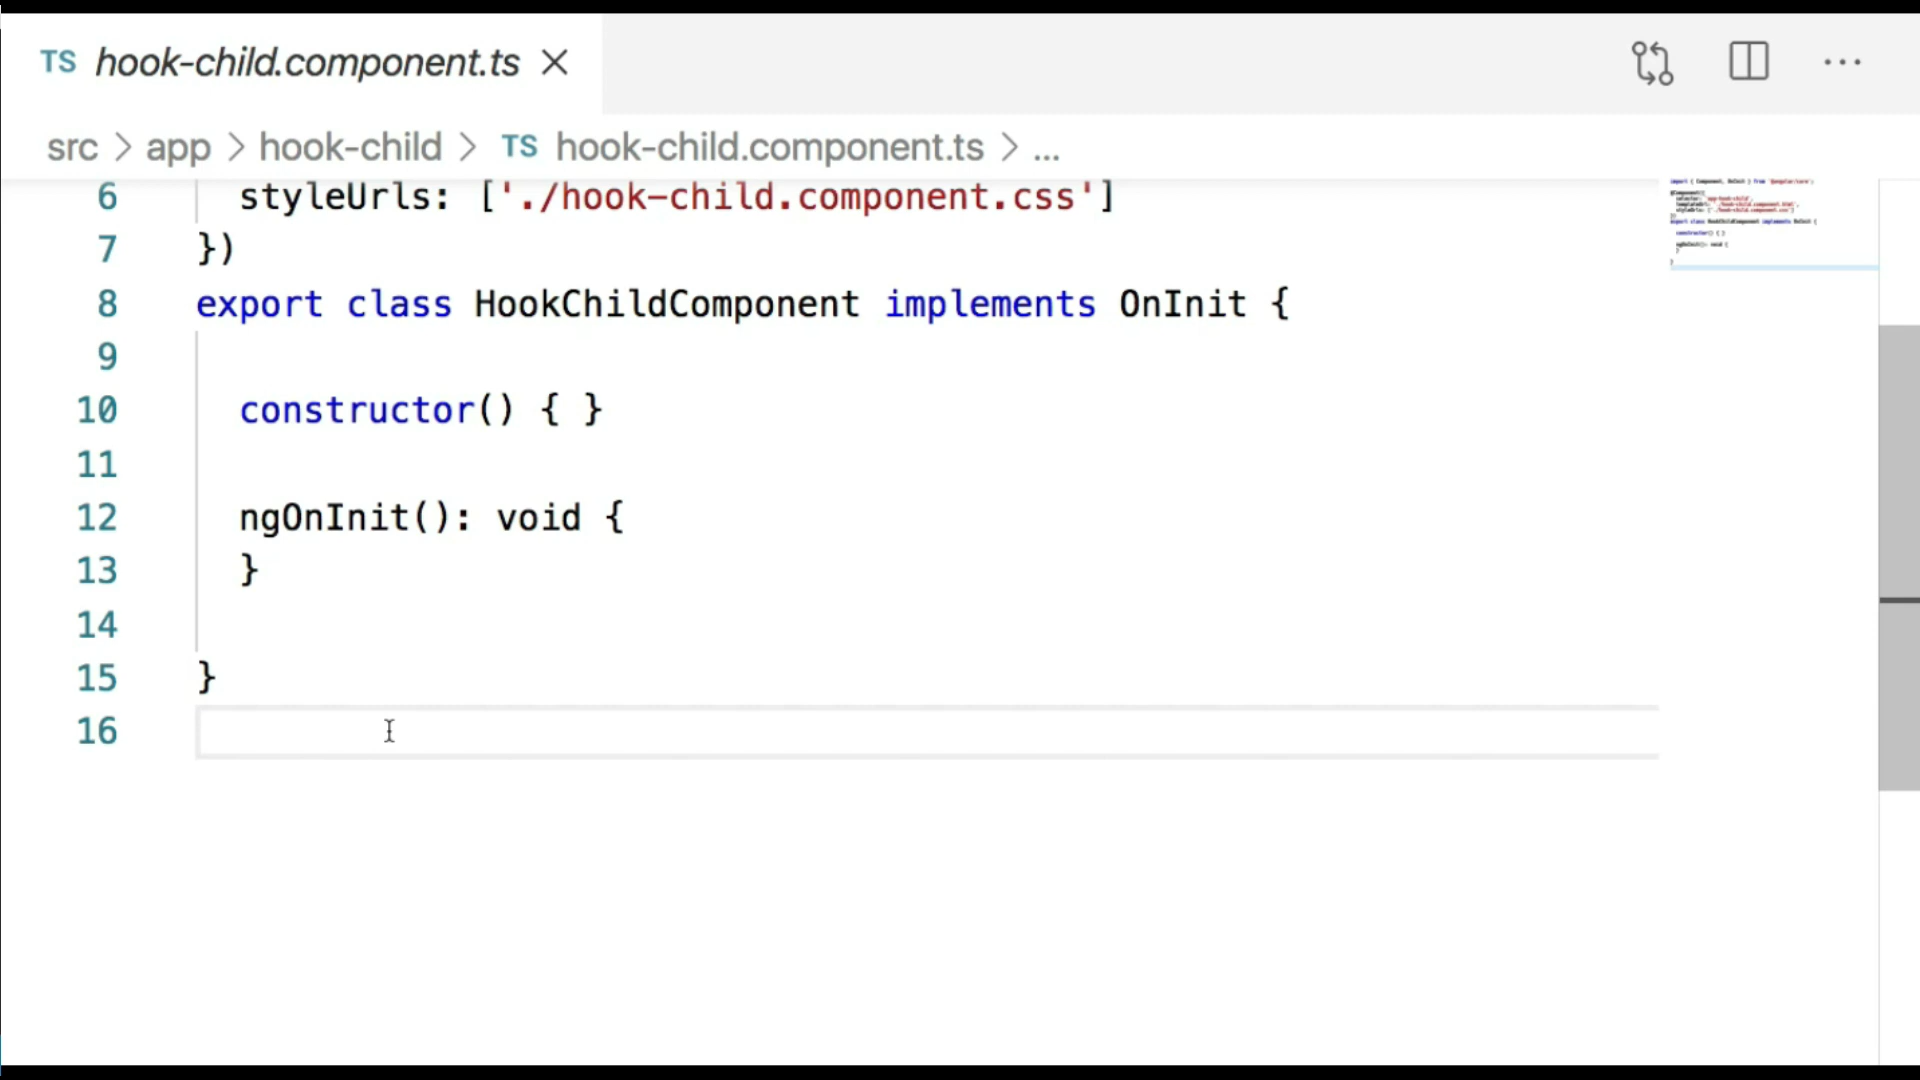 TS hook-child.component.ts
src > app > hook-child > TS hook-child.component.ts > ...
6 styleUrls: ['./hook-child.component.css']
7 })
8 export class HookChildComponent implements OnInit {
9
10 constructor() { }
11
12 ngOnInit(): void {
13 }
14
15 }
16